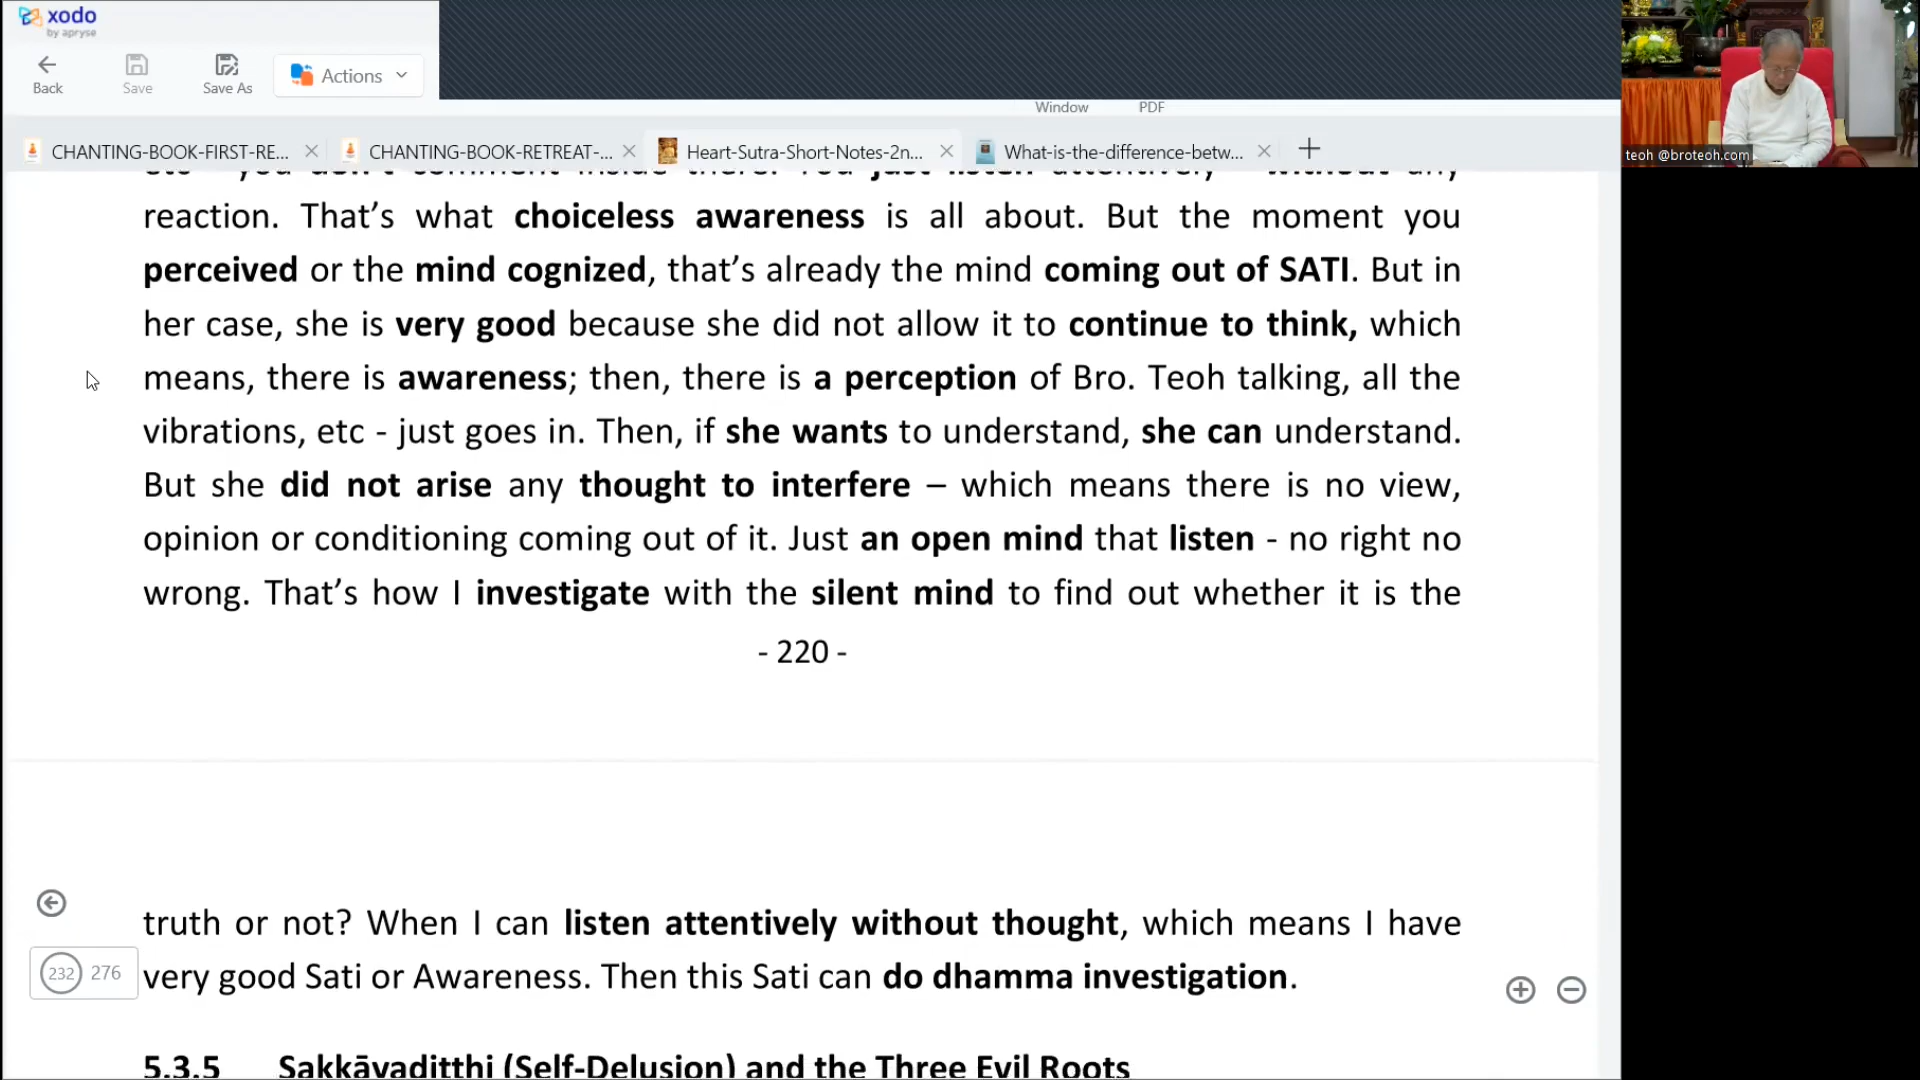 xodo
by apryse
Back
Save
Save As
Actions
Window
PDF
CHANTING-BOOK-FIRST-RE...
CHANTING-BOOK-RETREAT-...
Heart-Sutra-Short-Notes-2n...
What-is-the-difference-betw...
teoh @broteoh.com
reaction. That’s what choiceless awareness is all about. But the moment you
perceived or the mind cognized, that’s already the mind coming out of SATI. But in
her case, she is very good because she did not allow it to continue to think, which
means, there is awareness; then, there is a perception of Bro. Teoh talking, all the
vibrations, etc - just goes in. Then, if she wants to understand, she can understand.
But she did not arise any thought to interfere – which means there is no view,
opinion or conditioning coming out of it. Just an open mind that listen - no right no
wrong. That’s how I investigate with the silent mind to find out whether it is the
- 220 -
truth or not? When I can listen attentively without thought, which means I have
232 276
very good Sati or Awareness. Then this Sati can do dhamma investigation.
5.3.5 Sakkāyaditthi (Self-Delusion) and the Three Evil Roots